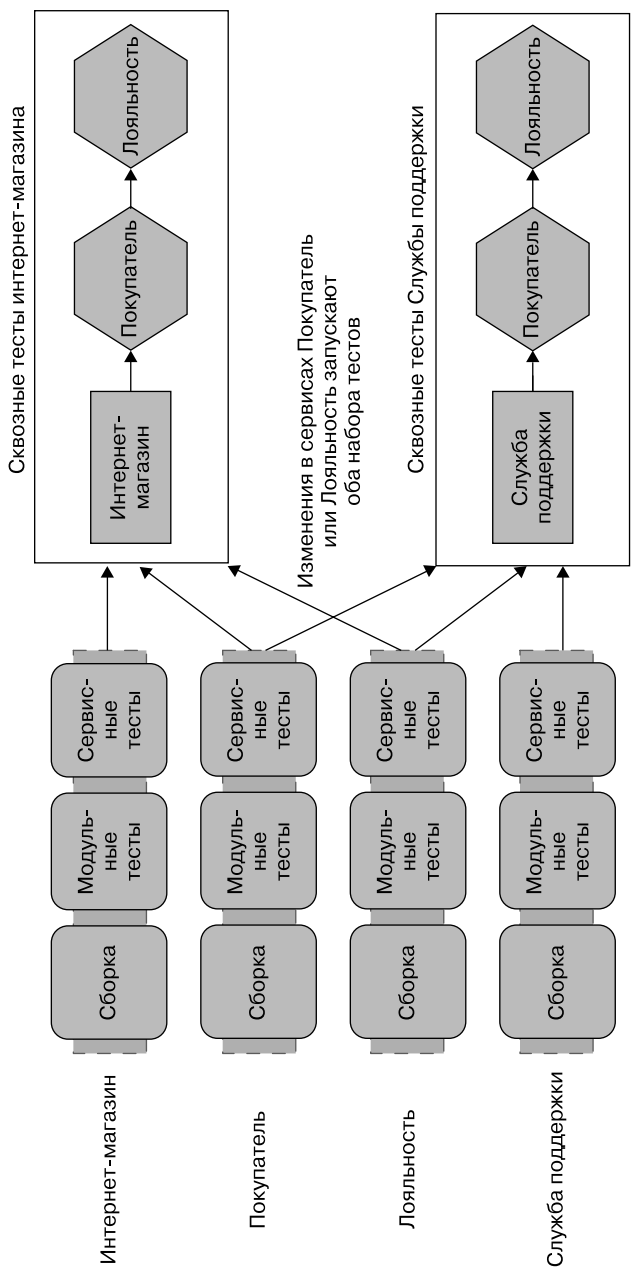 Интернет-магазин
Сборка
Модуль-
ные
тесты
Сервис-
ные
тесты
Покупатель
Сборка
Модуль-
ные
тесты
Сервис-
ные
тесты
Лояльность
Сборка
Модуль-
ные
тесты
Сервис-
ные
тесты
Служба поддержки
Сборка
Модуль-
ные
тесты
Сервис-
ные
тесты
Сквозные тесты интернет-магазина
Интернет-
магазин
Покупатель
Лояльность
Изменения в сервисах Покупатель
или Лояльность запускают
оба набора тестов
Сквозные тесты Службы поддержки
Служба
поддержки
Покупатель
Лояльность